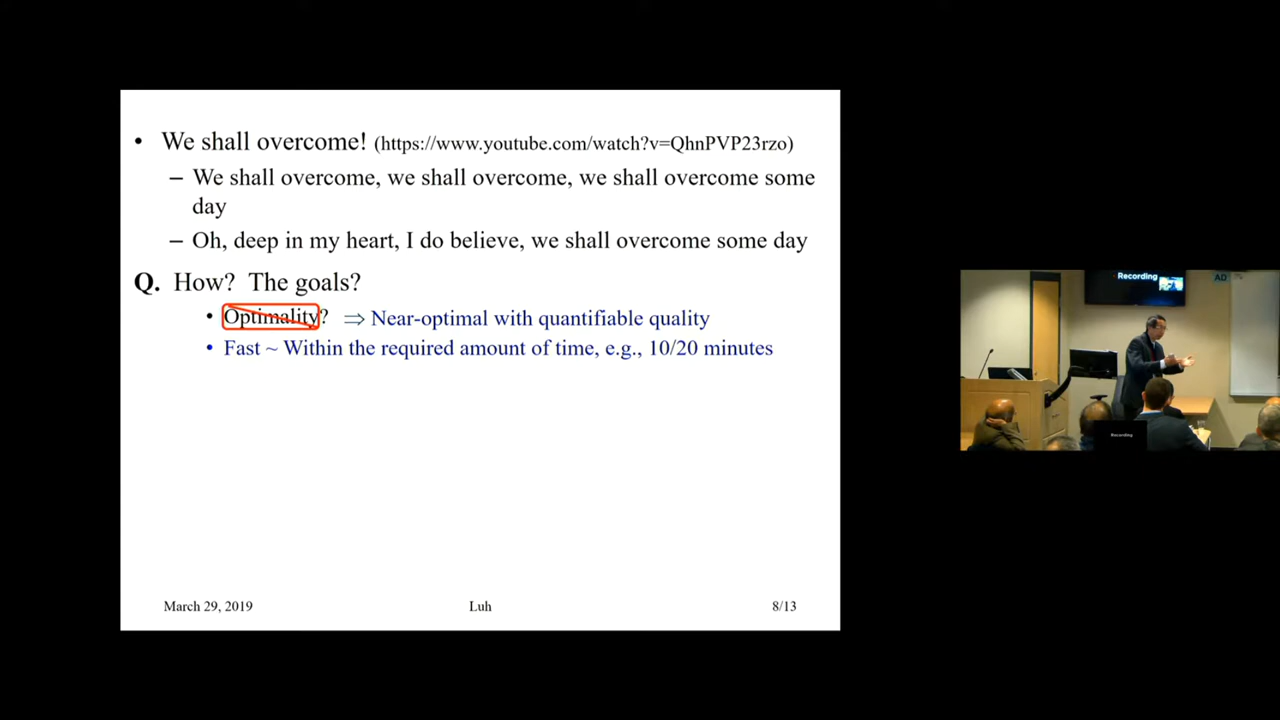 • We shall overcome! (https://www.youtube.com/watch?v=QhnPVP23rzo)
– We shall overcome, we shall overcome, we shall overcome some
day
– Oh, deep in my heart, I do believe, we shall overcome some day
Q. How? The goals?
• Optimality? ⇒ Near-optimal with quantifiable quality
• Fast ~ Within the required amount of time, e.g., 10/20 minutes
March 29, 2019 Luh 8/13
Recording
AD
Recording